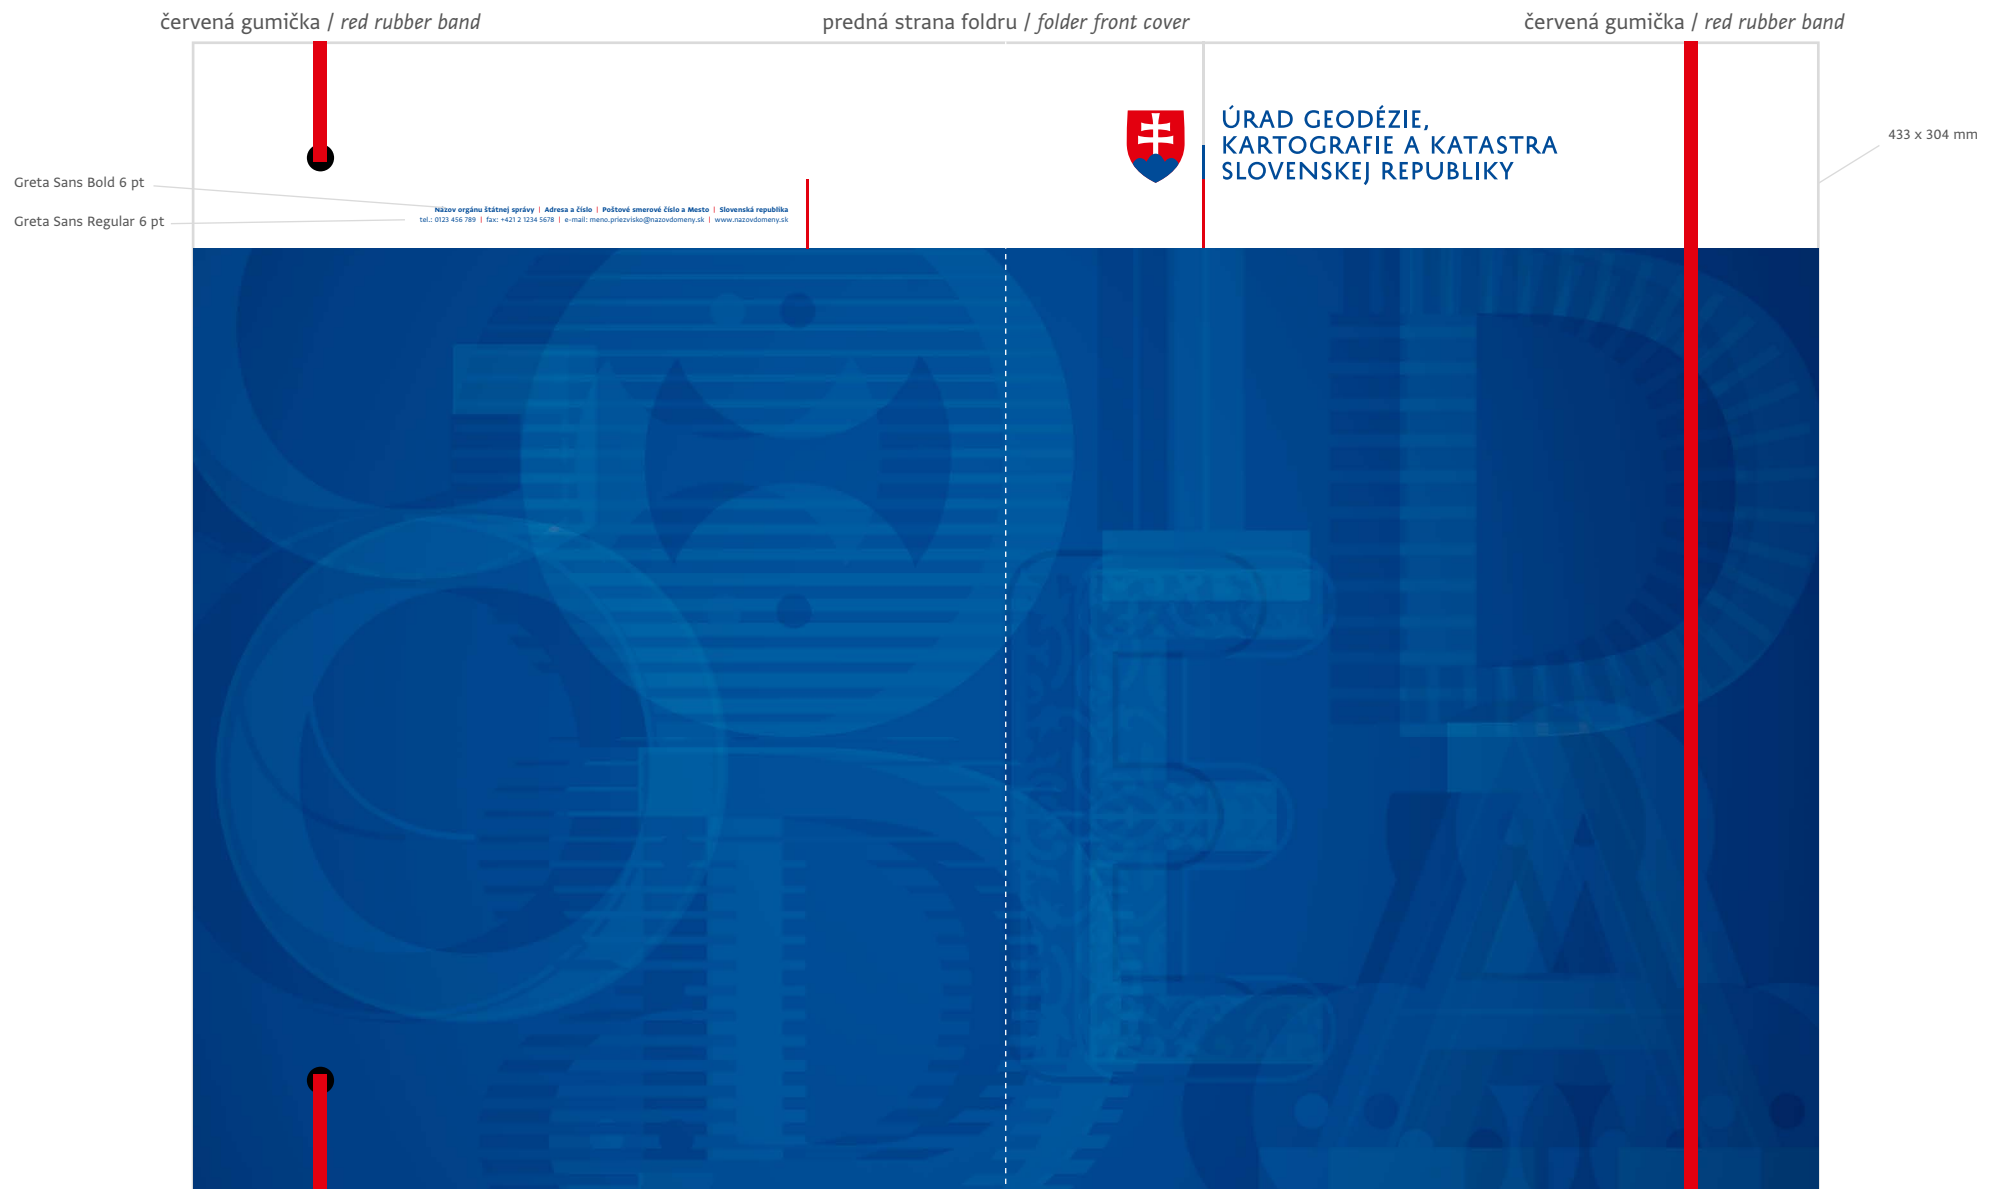 červená gumička / red rubber band
predná strana foldru / folder front cover
červená gumička / red rubber band
ÚRAD GEODÉZIE,
KARTOGRAFIE A KATASTRA
SLOVENSKEJ REPUBLIKY
433 x 304 mm
Greta Sans Bold 6 pt
Názov orgánu štátnej správy | Adresa a číslo | Poštové smerové číslo a Mesto | Slovenská republika
Greta Sans Regular 6 pt
tel.: 0123 456 789 | fax: +421 2 1234 5678 | e-mail: meno.priezvisko@nazovdomeny.sk | www.nazovdomeny.sk